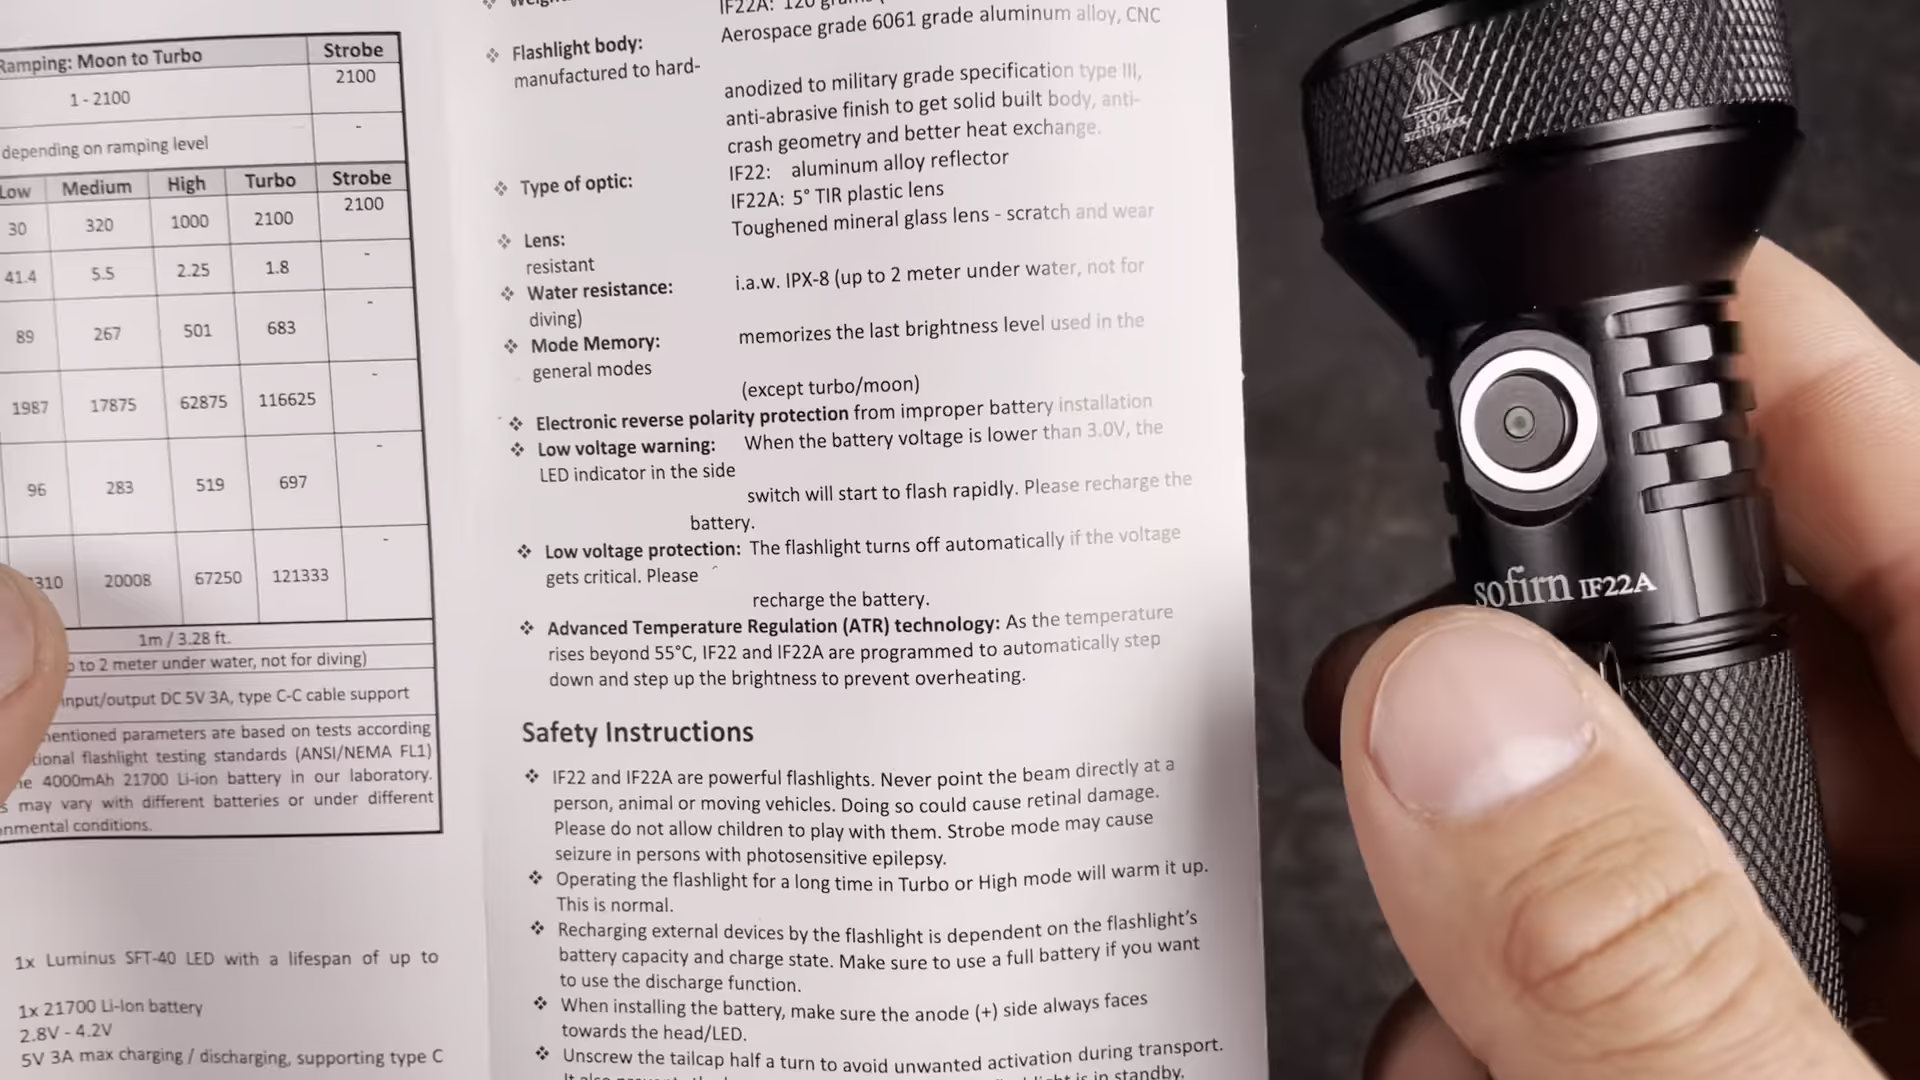 Ramping: Moon to Turbo Strobe
1 - 2100 2100
depending on ramping level -
Low Medium High Turbo Strobe
30 320 1000 2100 2100
41.4 5.5 2.25 1.8 -
89 267 501 683 -
1987 17875 62875 116625 -
96 283 519 697 -
310 20008 67250 121333 -
1m / 3.28 ft.
to 2 meter under water, not for diving)
input/output DC 5V 3A, type C-C cable support
mentioned parameters are based on tests according
flashlight testing standards (ANSI/NEMA FL1)
4000mAh 21700 Li-ion battery in our laboratory.
may vary with different batteries or under different
conditions.
1x Luminus SFT-40 LED with a lifespan of up to
1x 21700 Li-Ion battery
2.8V - 4.2V
5V 3A max charging / discharging, supporting type C
IF22A: 120 grams
❖ Flashlight body: Aerospace grade 6061 grade aluminum alloy, CNC
manufactured to hard-
anodized to military grade specification type III,
anti-abrasive finish to get solid built body, anti-
crash geometry and better heat exchange.
❖ Type of optic: IF22: aluminum alloy reflector
IF22A: 5° TIR plastic lens
❖ Lens: Toughened mineral glass lens - scratch and wear
resistant
❖ Water resistance: i.a.w. IPX-8 (up to 2 meter under water, not for
diving)
❖ Mode Memory: memorizes the last brightness level used in the
general modes
(except turbo/moon)
❖ Electronic reverse polarity protection from improper battery installation
❖ Low voltage warning: When the battery voltage is lower than 3.0V, the
LED indicator in the side
switch will start to flash rapidly. Please recharge the
battery.
❖ Low voltage protection: The flashlight turns off automatically if the voltage
gets critical. Please
recharge the battery.
❖ Advanced Temperature Regulation (ATR) technology: As the temperature
rises beyond 55°C, IF22 and IF22A are programmed to automatically step
down and step up the brightness to prevent overheating.
Safety Instructions
❖ IF22 and IF22A are powerful flashlights. Never point the beam directly at a
person, animal or moving vehicles. Doing so could cause retinal damage.
Please do not allow children to play with them. Strobe mode may cause
seizure in persons with photosensitive epilepsy.
❖ Operating the flashlight for a long time in Turbo or High mode will warm it up.
This is normal.
❖ Recharging external devices by the flashlight is dependent on the flashlight's
battery capacity and charge state. Make sure to use a full battery if you want
to use the discharge function.
❖ When installing the battery, make sure the anode (+) side always faces
towards the head/LED.
❖ Unscrew the tailcap half a turn to avoid unwanted activation during transport.
is in standby.
HOT
sofirn IF22A